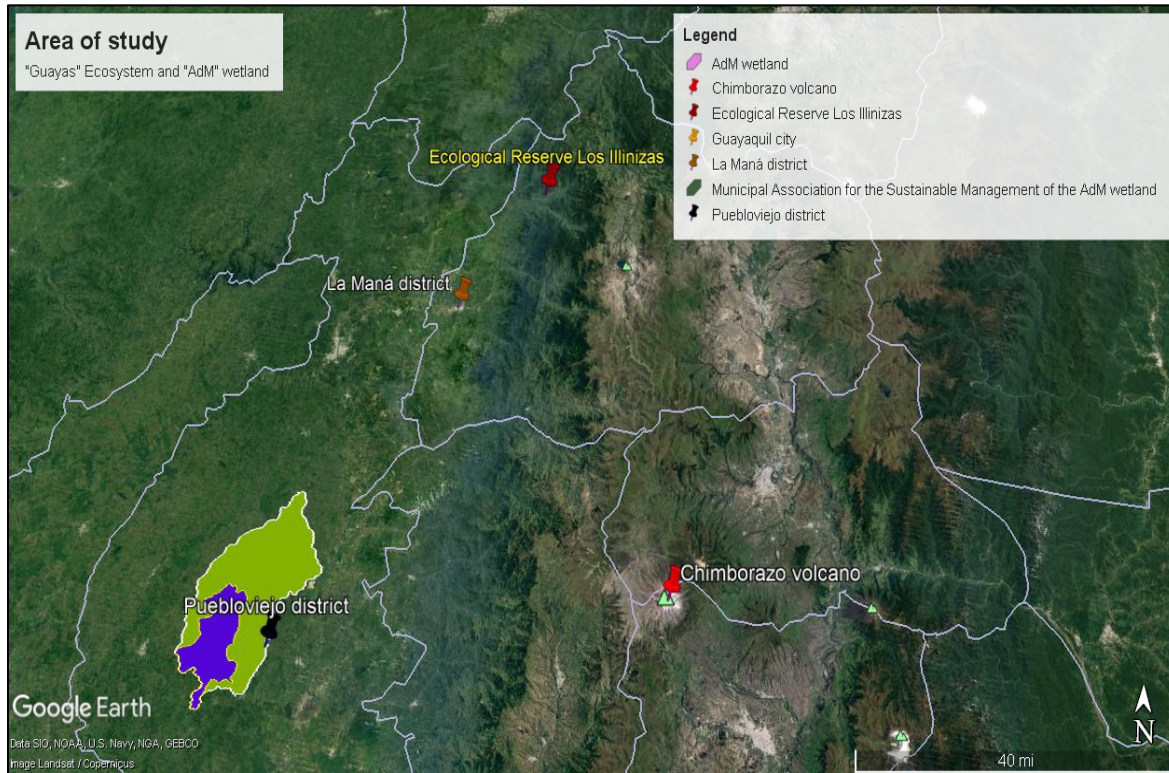 Area of study
"Guayas" Ecosystem and "AdM" wetland
Legend
AdM wetland
Chimborazo volcano
Ecological Reserve Los Illinizas
Guayaquil city
La Maná district
Municipal Association for the Sustainable Management of the AdM wetland
Puebloviejo district
Ecological Reserve Los Illinizas
La Maná district
Chimborazo volcano
Puebloviejo district
Google Earth
Data SIO, NOAA, U.S. Navy, NGA, GEBCO
Image Landsat / Copernicus
N
40 mi